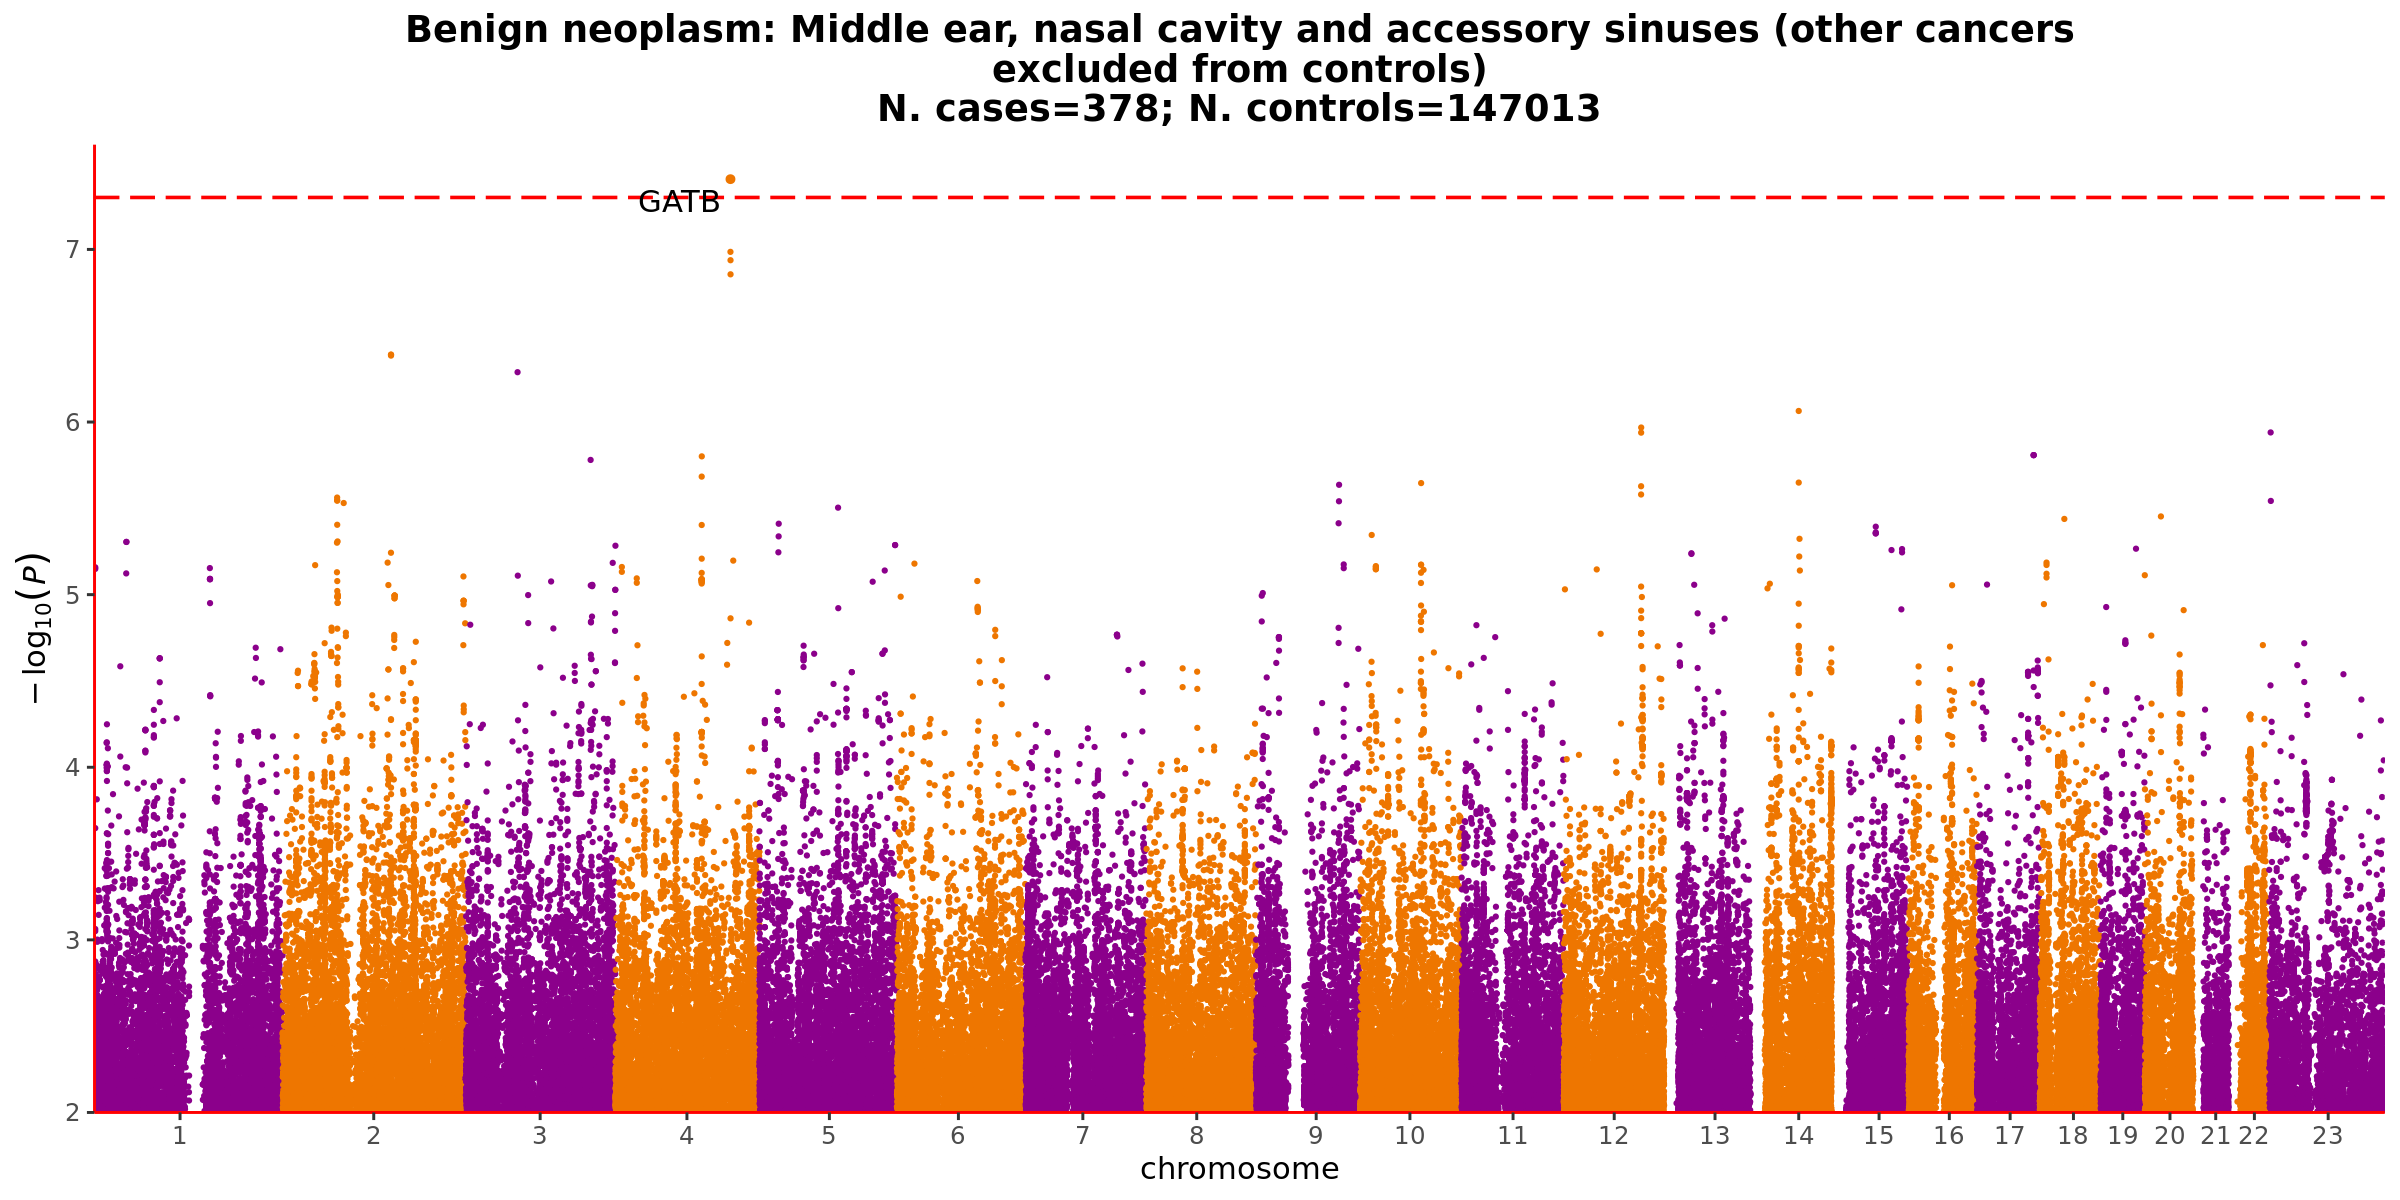 Benign neoplasm: Middle ear, nasal cavity and accessory sinuses (other cancers
excluded from controls)
N. cases=378; N. controls=147013
GATB
7
6
5
4
3
2
−log10(P)
1 2 3 4 5 6 7 8 9 10 11 12 13 14 15 16 17 18 19 20 21 22 23
chromosome